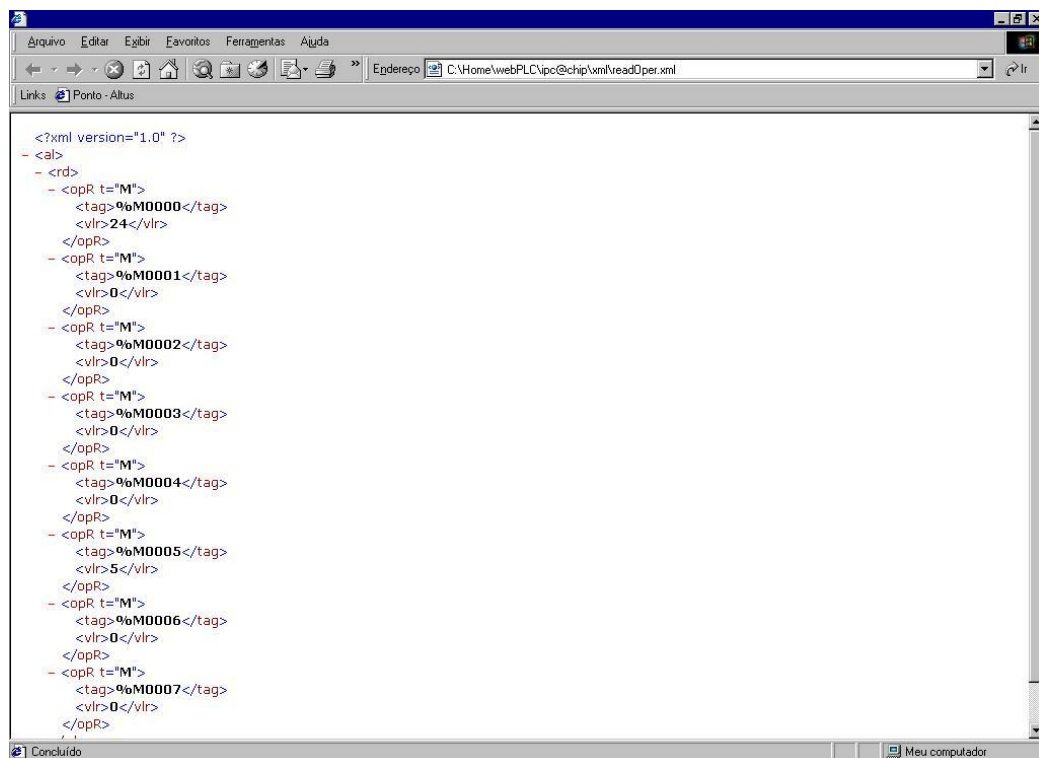 Arquivo Editar Exibir Favoritos Ferramentas Ajuda
» Endereço C:\Home\webPLC\ipc@chip\xml\readOper.xml Ir
Links Ponto - Altus
<?xml version="1.0" ?>
- <al>
- <rd>
- <opR t="M">
<tag>%M0000</tag>
<vlr>24</vlr>
</opR>
- <opR t="M">
<tag>%M0001</tag>
<vlr>0</vlr>
</opR>
- <opR t="M">
<tag>%M0002</tag>
<vlr>0</vlr>
</opR>
- <opR t="M">
<tag>%M0003</tag>
<vlr>0</vlr>
</opR>
- <opR t="M">
<tag>%M0004</tag>
<vlr>0</vlr>
</opR>
- <opR t="M">
<tag>%M0005</tag>
<vlr>5</vlr>
</opR>
- <opR t="M">
<tag>%M0006</tag>
<vlr>0</vlr>
</opR>
- <opR t="M">
<tag>%M0007</tag>
<vlr>0</vlr>
</opR>
Concluído Meu computador